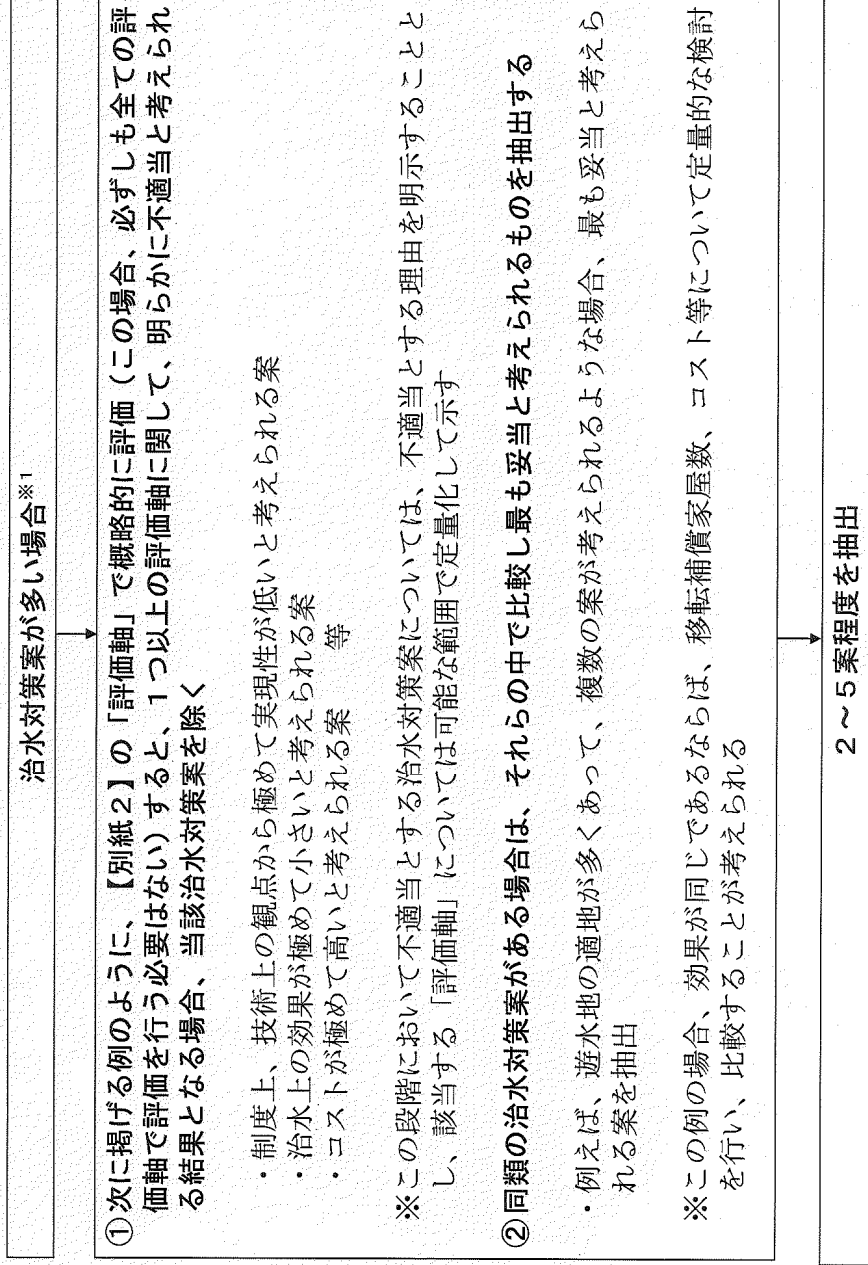 治水対策案が多い場合※1
①次に掲げる例のように、【別紙２】の「評価軸」で概略的に評価（この場合、必ずしも全ての評
価軸で評価を行う必要はない）すると、１つ以上の評価軸に関して、明らかに不適当と考えられ
る結果となる場合、当該治水対策案を除く
・制度上、技術上の観点から極めて実現性が低いと考えられる案
・治水上の効果が極めて小さいと考えられる案
・コストが極めて高いと考えられる案　等
※この段階において不適当とする治水対策案については、不適当とする理由を明示することと
し、該当する「評価軸」については可能な範囲で定量化して示す
②同類の治水対策案がある場合は、それらの中で比較し最も妥当と考えられるものを抽出する
・例えば、遊水地の適地が多くあって、複数の案が考えられるような場合、最も妥当と考えら
れる案を抽出
※この例の場合、効果が同じであるならば、移転補償家屋数、コスト等について定量的な検討
を行い、比較することが考えられる
２～５案程度を抽出